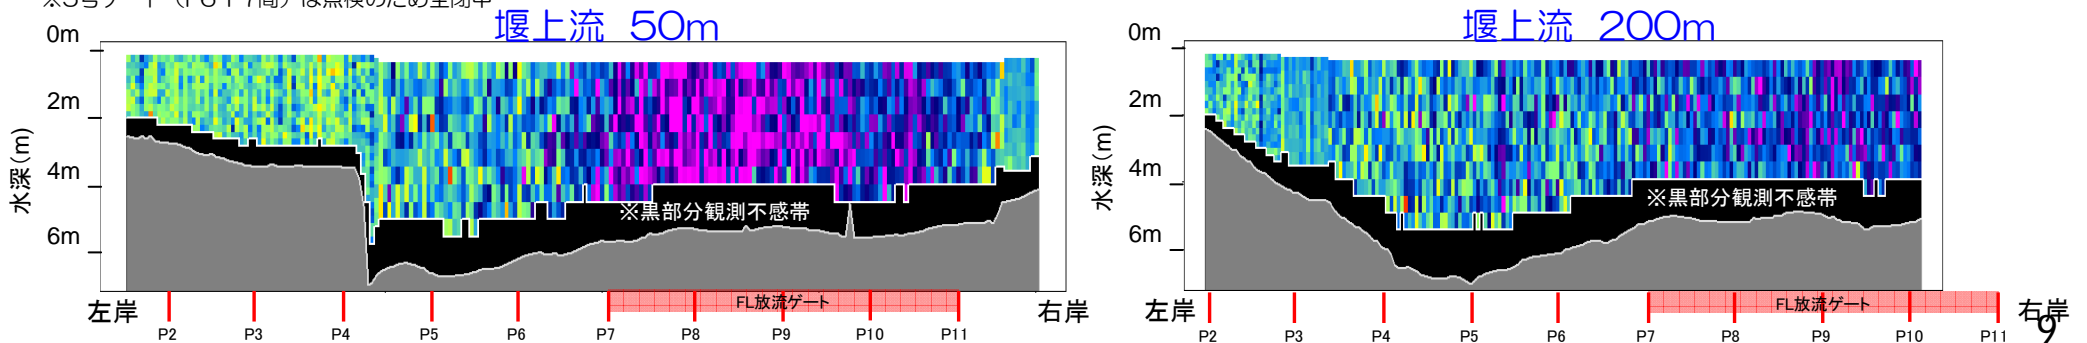 堰上流 50m
0m
2m
4m
6m
水深(m)
※黒部分観測不感帯
FL放流ゲート
左岸
右岸
P2 P3 P4 P5 P6 P7 P8 P9 P10 P11
堰上流 200m
0m
2m
4m
6m
水深(m)
※黒部分観測不感帯
FL放流ゲート
左岸
右岸
P2 P3 P4 P5 P6 P7 P8 P9 P10 P11
9